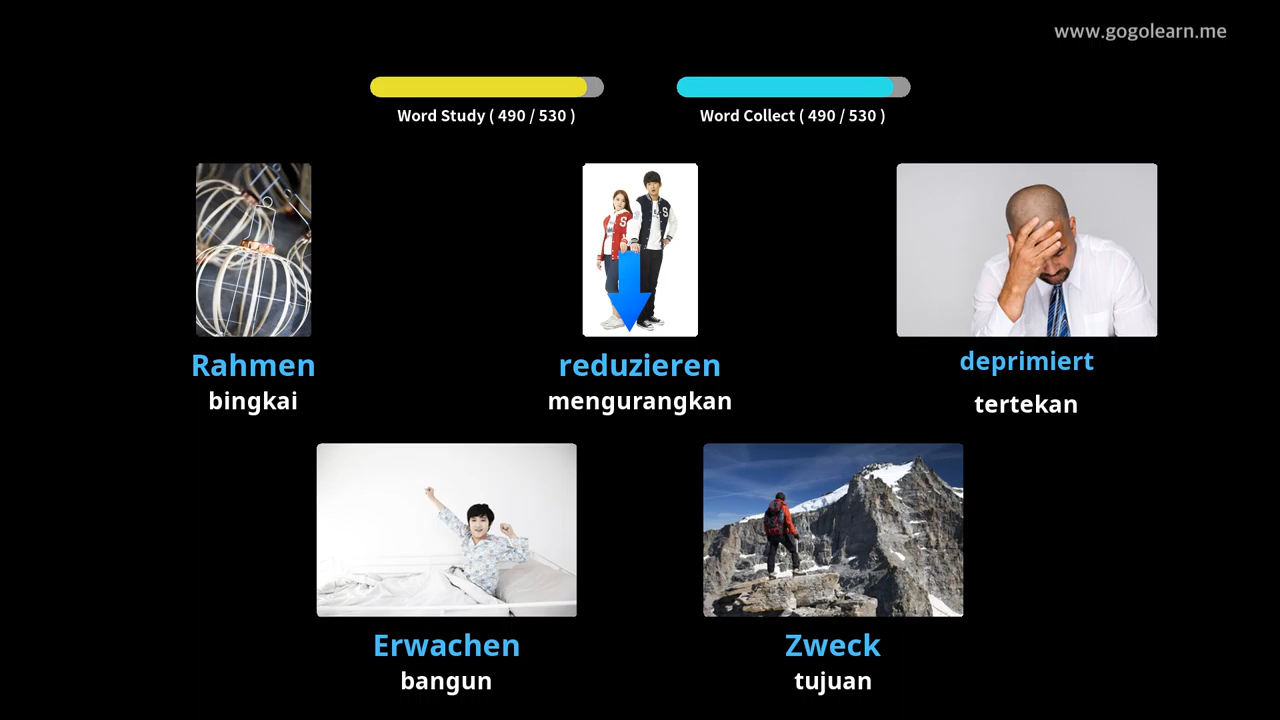 www.gogolearn.me
Word Study ( 490 / 530 )
Word Collect ( 490 / 530 )
S
S
Rahmen
bingkai
reduzieren
mengurangkan
deprimiert
tertekan
Erwachen
bangun
Zweck
tujuan